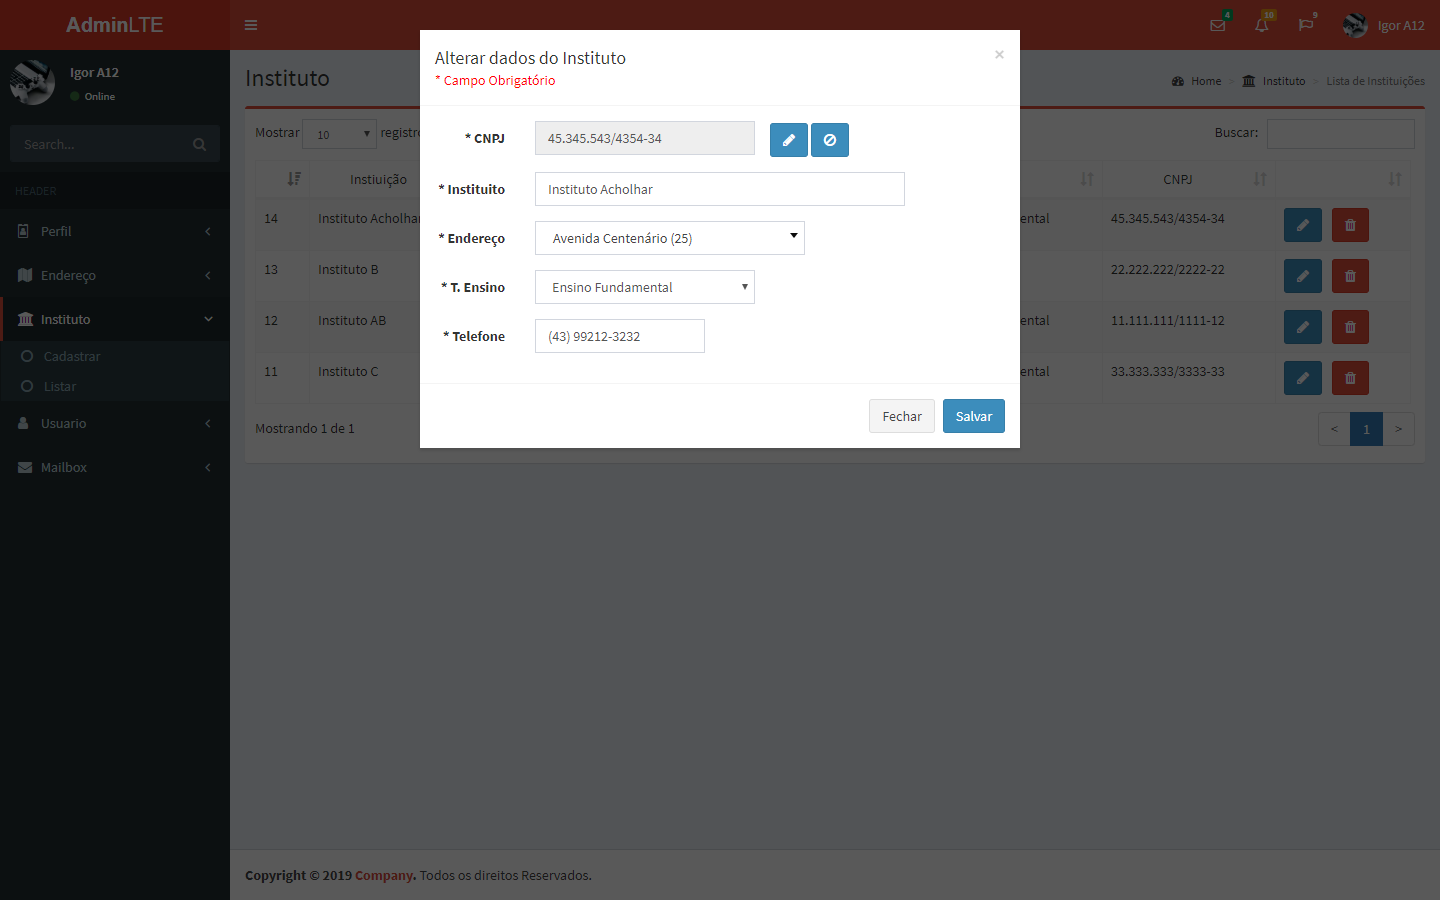 AdminLTE
4
10
9
Igor A12
Igor A12
Online
Search...
HEADER
Perfil
Endereço
Instituto
Cadastrar
Listar
Usuario
Mailbox
Instituto
Home > Instituto > Lista de Instituições
Mostrar 10 registr
Buscar:
Instiuição CNPJ
14 Instituto Acholhar ental 45.345.543/4354-34
13 Instituto B 22.222.222/2222-22
12 Instituto AB ental 11.111.111/1111-12
11 Instituto C ental 33.333.333/3333-33
Mostrando 1 de 1
< 1 >
Alterar dados do Instituto ×
* Campo Obrigatório
* CNPJ 45.345.543/4354-34
* Instituito Instituto Acholhar
* Endereço Avenida Centenário (25)
* T. Ensino Ensino Fundamental
* Telefone (43) 99212-3232
Fechar Salvar
Copyright © 2019 Company. Todos os direitos Reservados.